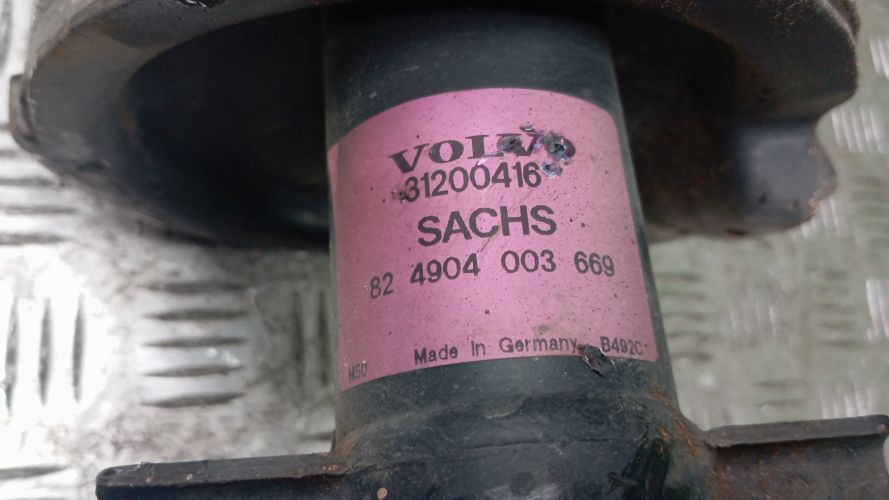 VOLVO
31200416
SACHS
82 4904 003 669
Made In Germany B492C
M50